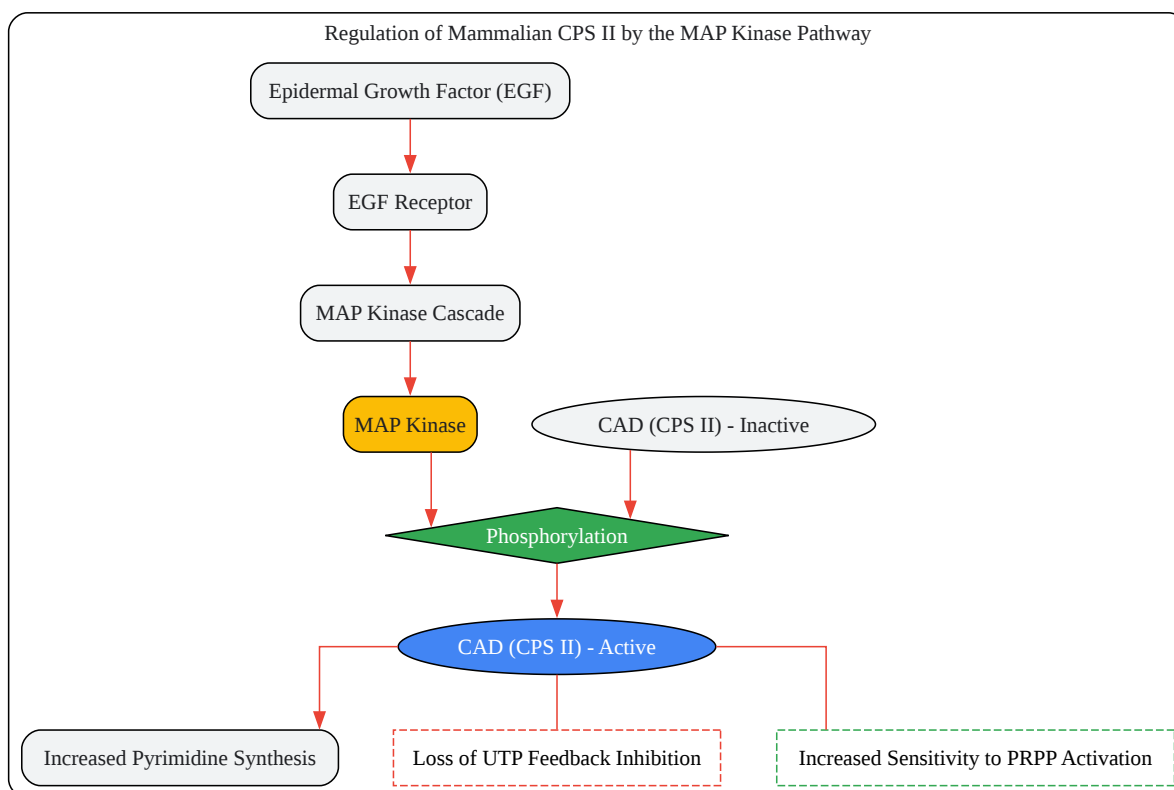 Regulation of Mammalian CPS II by the MAP Kinase Pathway
Epidermal Growth Factor (EGF)
EGF Receptor
MAP Kinase Cascade
MAP Kinase
CAD (CPS II) - Inactive
Phosphorylation
CAD (CPS II) - Active
Increased Pyrimidine Synthesis
Loss of UTP Feedback Inhibition
Increased Sensitivity to PRPP Activation